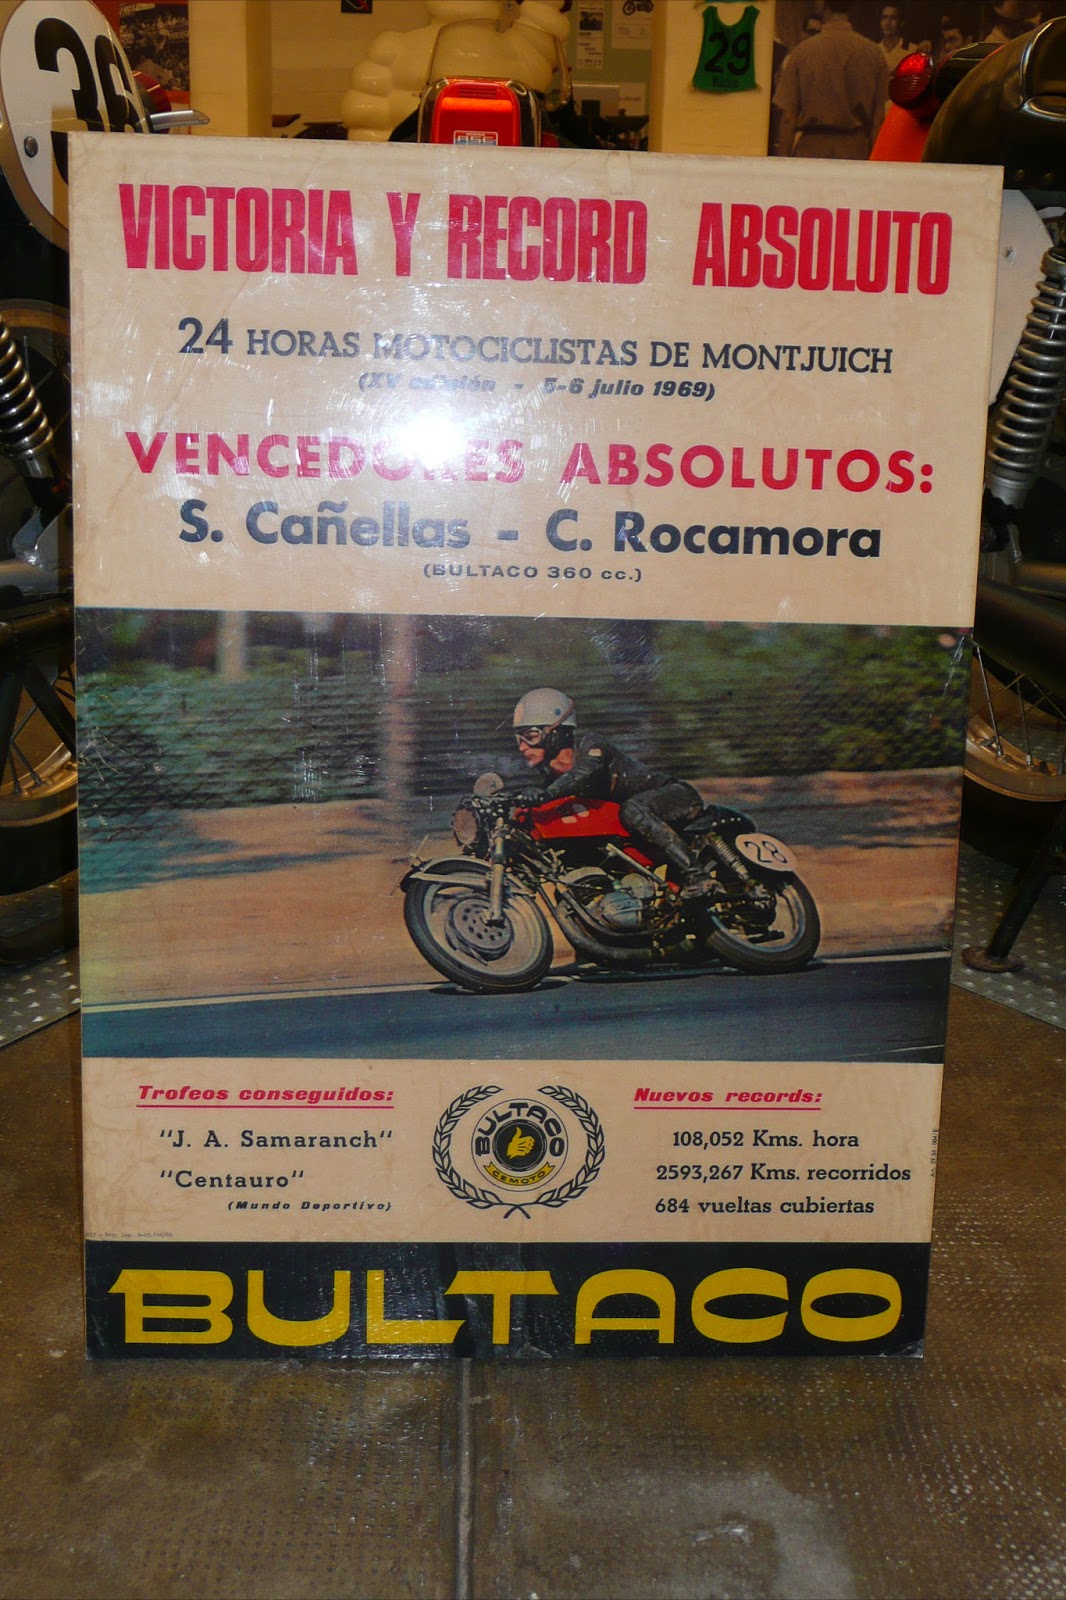 36
29
VICTORIA Y RECORD ABSOLUTO
24 HORAS MOTOCICLISTAS DE MONTJUICH
(XV edición - 5-6 julio 1969)
VENCEDORES ABSOLUTOS:
S. Cañellas - C. Rocamora
(BULTACO 360 cc.)
28
Trofeos conseguidos:
"J. A. Samaranch"
"Centauro"
(Mundo Deportivo)
BULTACO
CEMOTO
Nuevos records:
108,052 Kms. hora
2593,267 Kms. recorridos
684 vueltas cubiertas
BULTACO